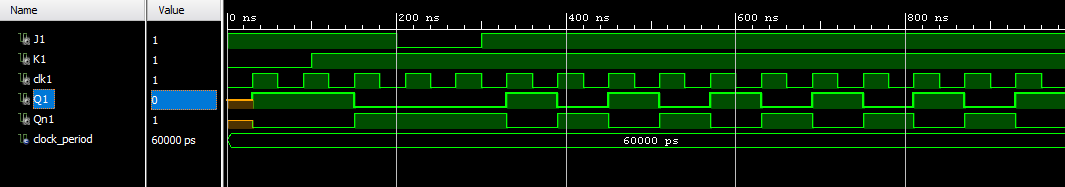 Name Value 0 ns 200 ns 400 ns 600 ns 800 ns
J1 1
K1 1
clk1 1
Q1 0
Qn1 1
clock_period 60000 ps 60000 ps